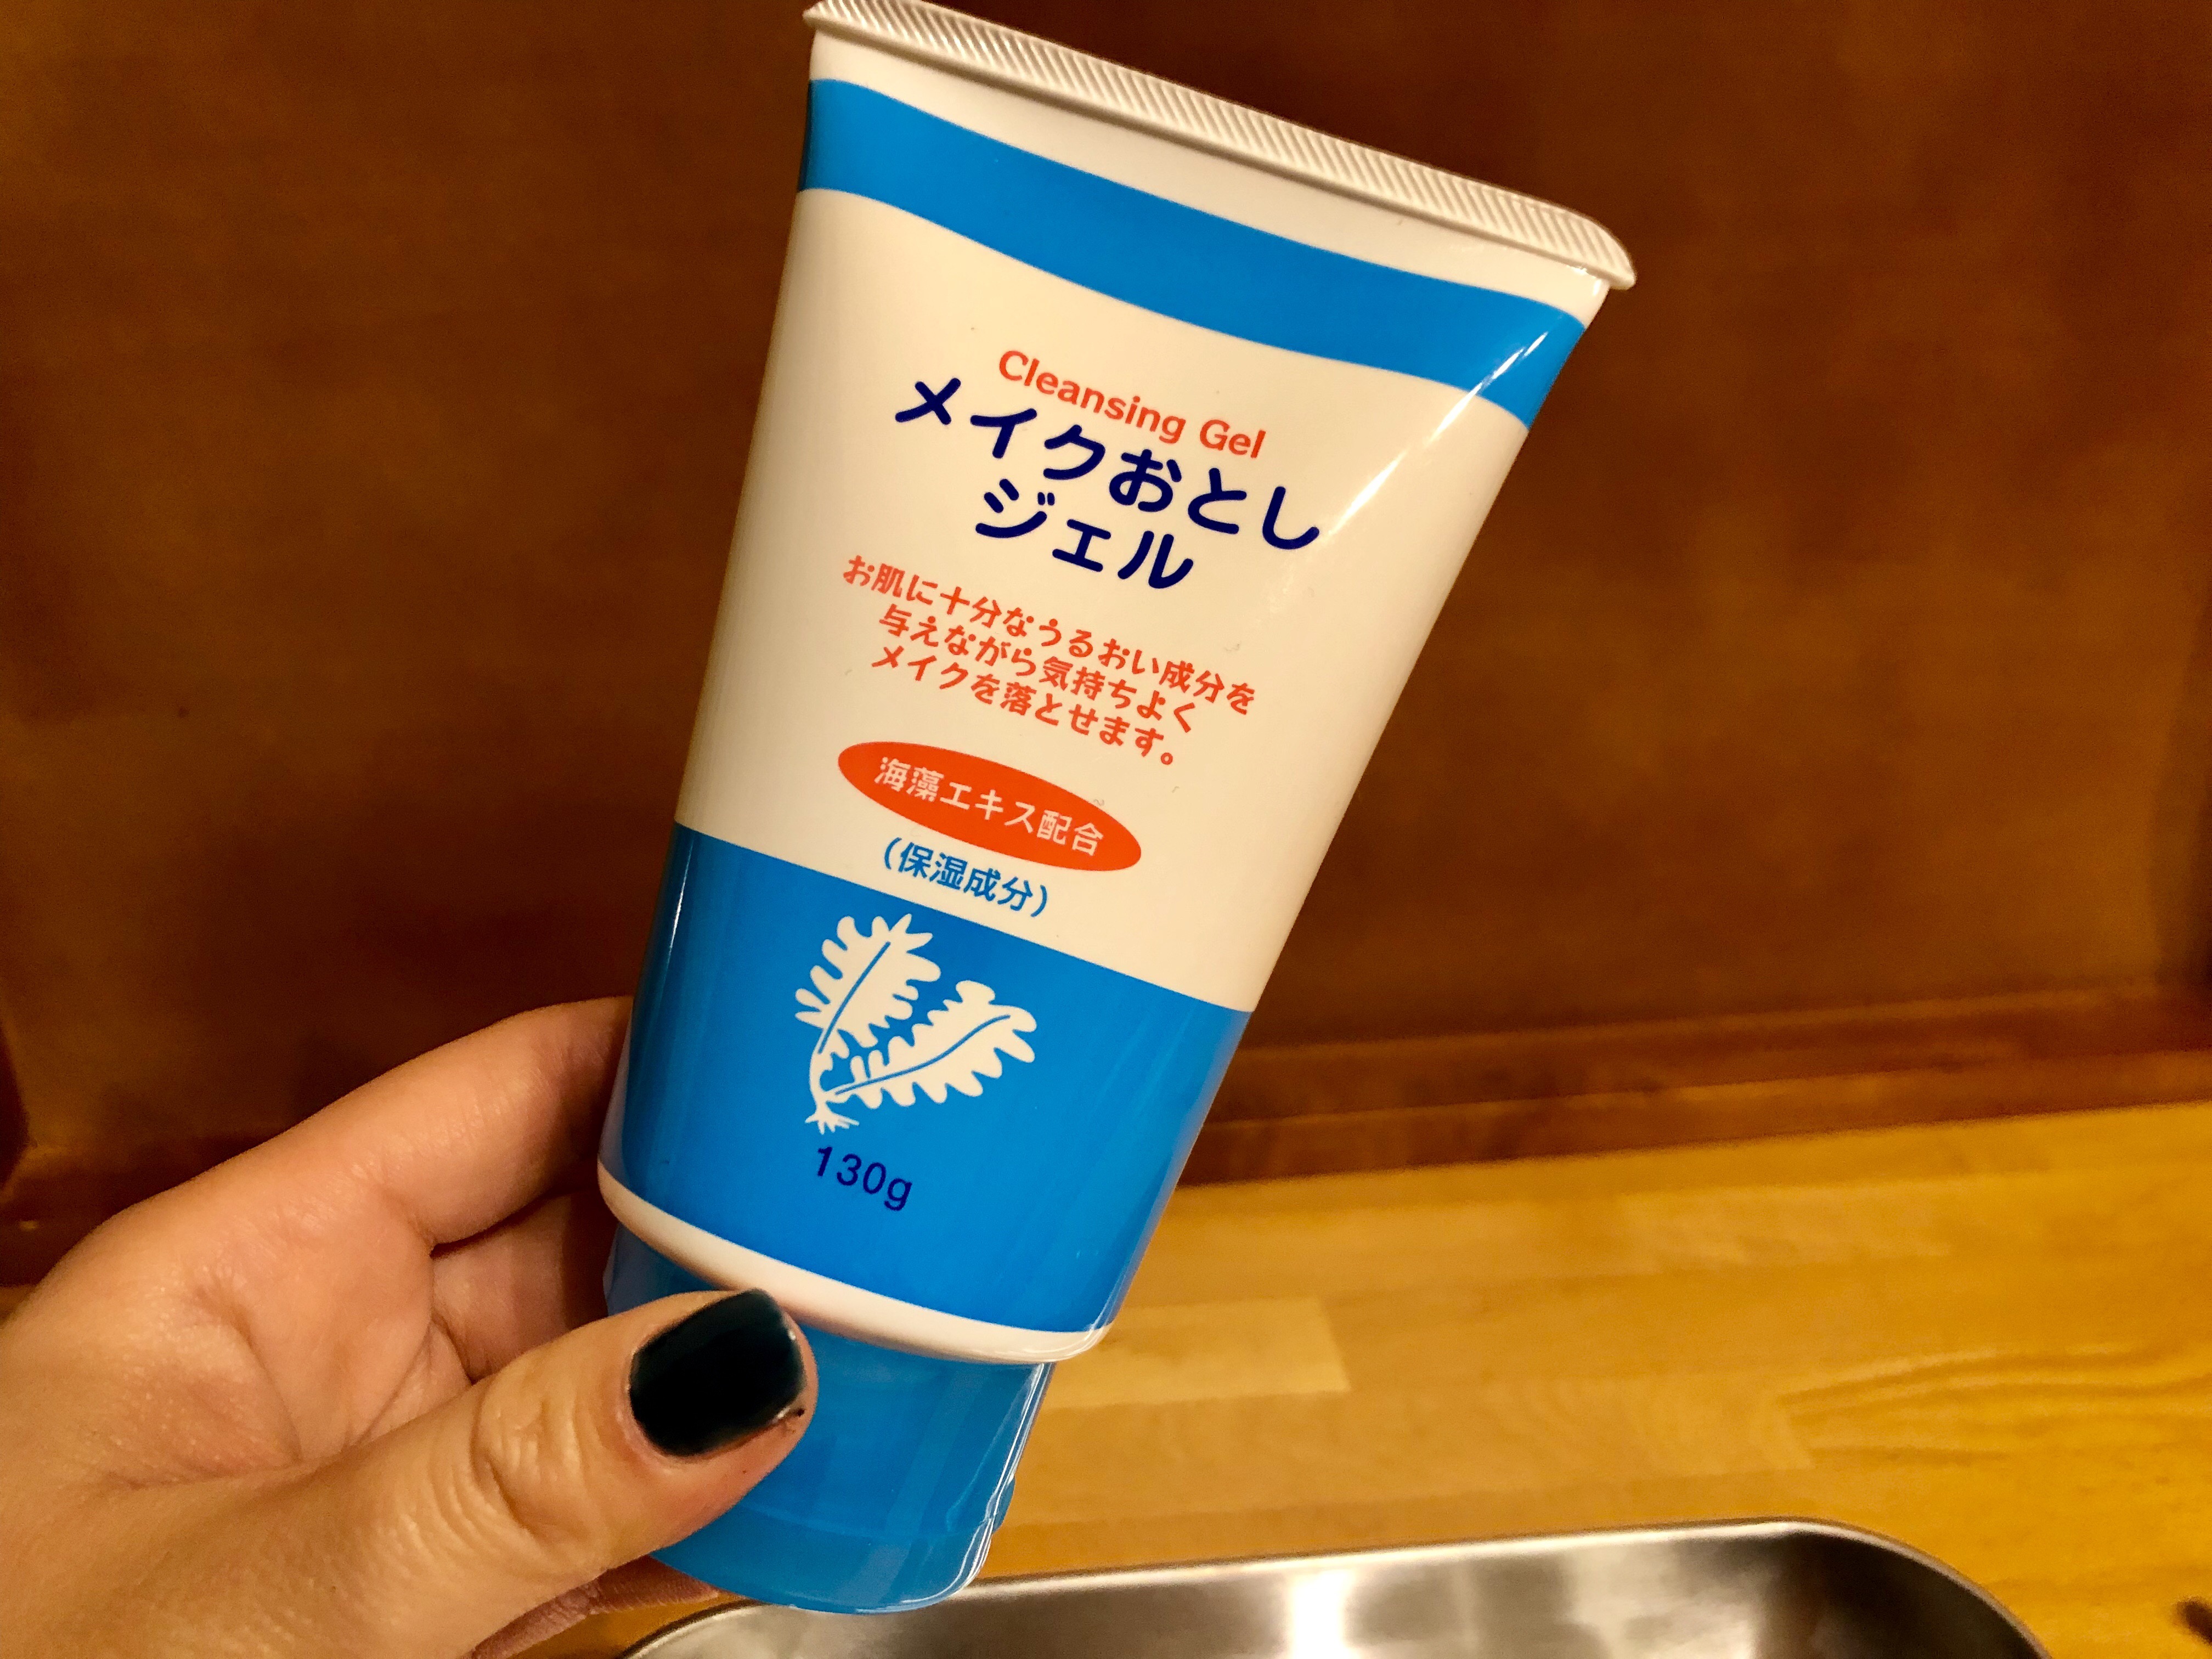 Cleansing Gel
メイクおとし
ジェル
お肌に十分なうるおい成分を
与えながら気持ちよく
メイクを落とせます。
海藻エキス配合
(保湿成分)
130g